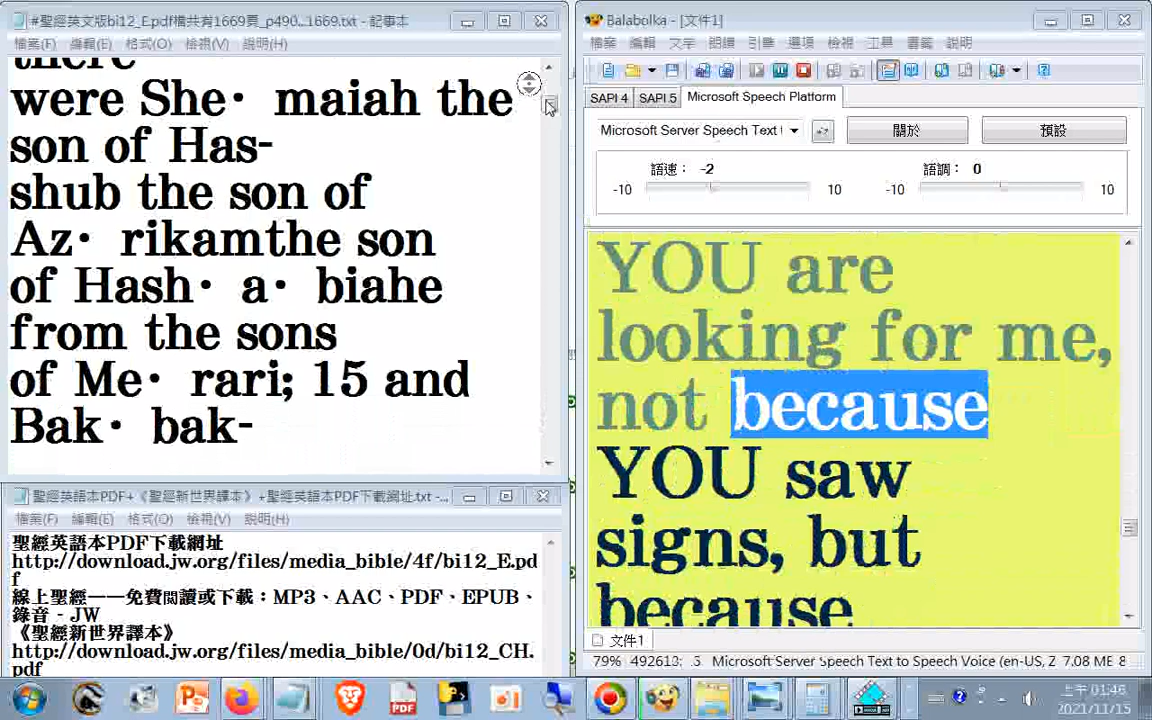 #聖經英文版bi12_E.pdf檔共有1669頁_p490...1669.txt - 記事本
檔案(F) 編輯(E) 格式(O) 檢視(V) 說明(H)
there
were She· maiah the
son of Has-
shub the son of
Az· rikamthe son
of Hash· a· biahe
from the sons
of Me· rari; 15 and
Bak· bak-
聖經英語本PDF+《聖經新世界譯本》+聖經英語本PDF下載網址.txt -...
檔案(F) 編輯(E) 格式(O) 檢視(V) 說明(H)
聖經英語本PDF下載網址
http://download.jw.org/files/media_bible/4f/bi12_E.pd
f
線上聖經——免費閱讀或下載：MP3、AAC、PDF、EPUB、
錄音 - JW
《聖經新世界譯本》
http://download.jw.org/files/media_bible/0d/bi12_CH.
pdf
Balabolka - [文件1]
檔案 編輯 文字 朗讀 引擎 選項 檢視 工具 書籤 說明
SAPI 4 SAPI 5 Microsoft Speech Platform
Microsoft Server Speech Text 關於 預設
語速： -2 語調： 0
-10 10 -10 10
YOU are
looking for me,
not because
YOU saw
signs, but
because
文件1
79% Microsoft Server Speech Text to Speech Voice (en-US, Z 7.08 MB 8
上午 01:46
2021/11/15